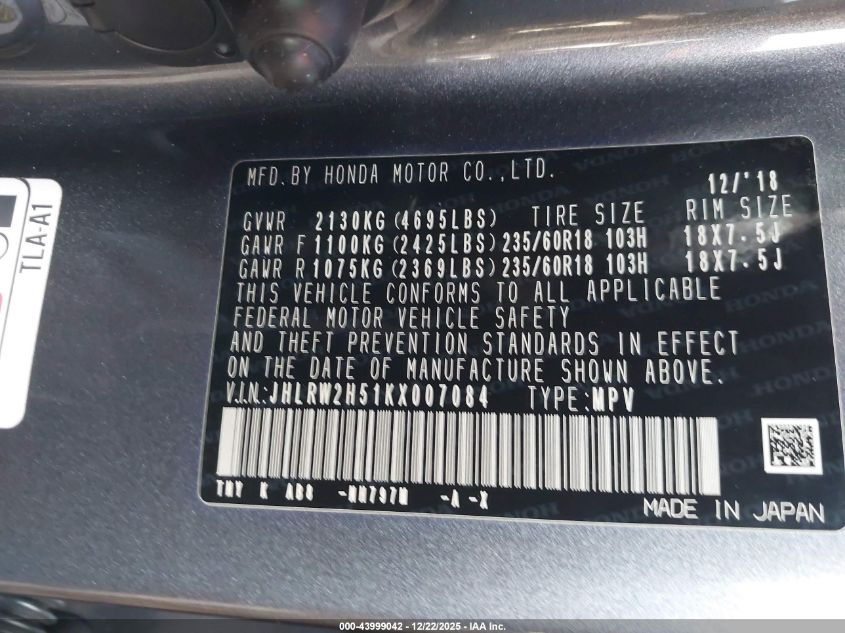 MFD. BY HONDA MOTOR CO.,LTD.
12/'18
GVWR 2130KG (4695LBS) TIRE SIZE RIM SIZE
GAWR F 1100KG (2425LBS) 235/60R18 103H 18X7.5J
GAWR R 1075KG (2369LBS) 235/60R18 103H 18X7.5J
THIS VEHICLE CONFORMS TO ALL APPLICABLE
FEDERAL MOTOR VEHICLE SAFETY
AND THEFT PREVENTION STANDARDS IN EFFECT
ON THE DATE OF MANUFACTURE SHOWN ABOVE.
V.I.N.:JHLRW2H51KX007084 TYPE:MPV
-A -X
MADE IN JAPAN
TLA-A1
000-43999042 - 12/22/2025 - IAA Inc.